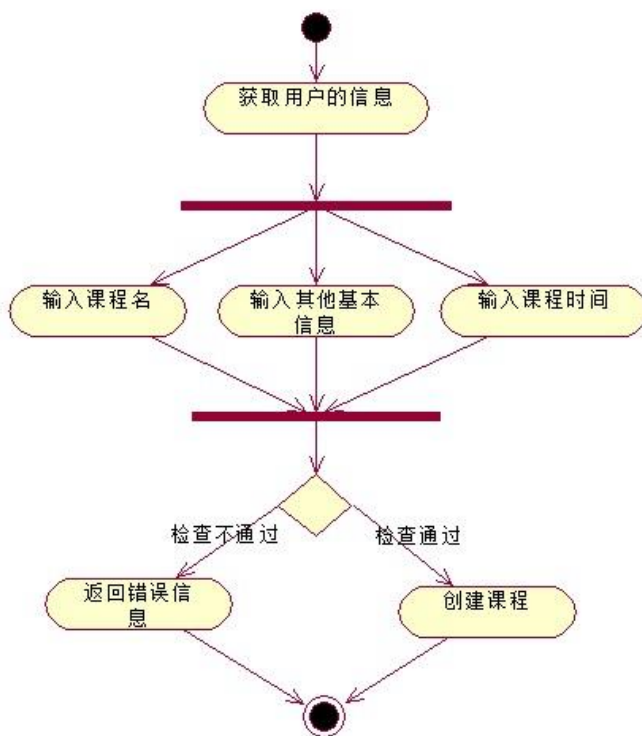 获取用户的信息
输入课程名
输入其他基本
信息
输入课程时间
检查不通过
检查通过
返回错误信
息
创建课程